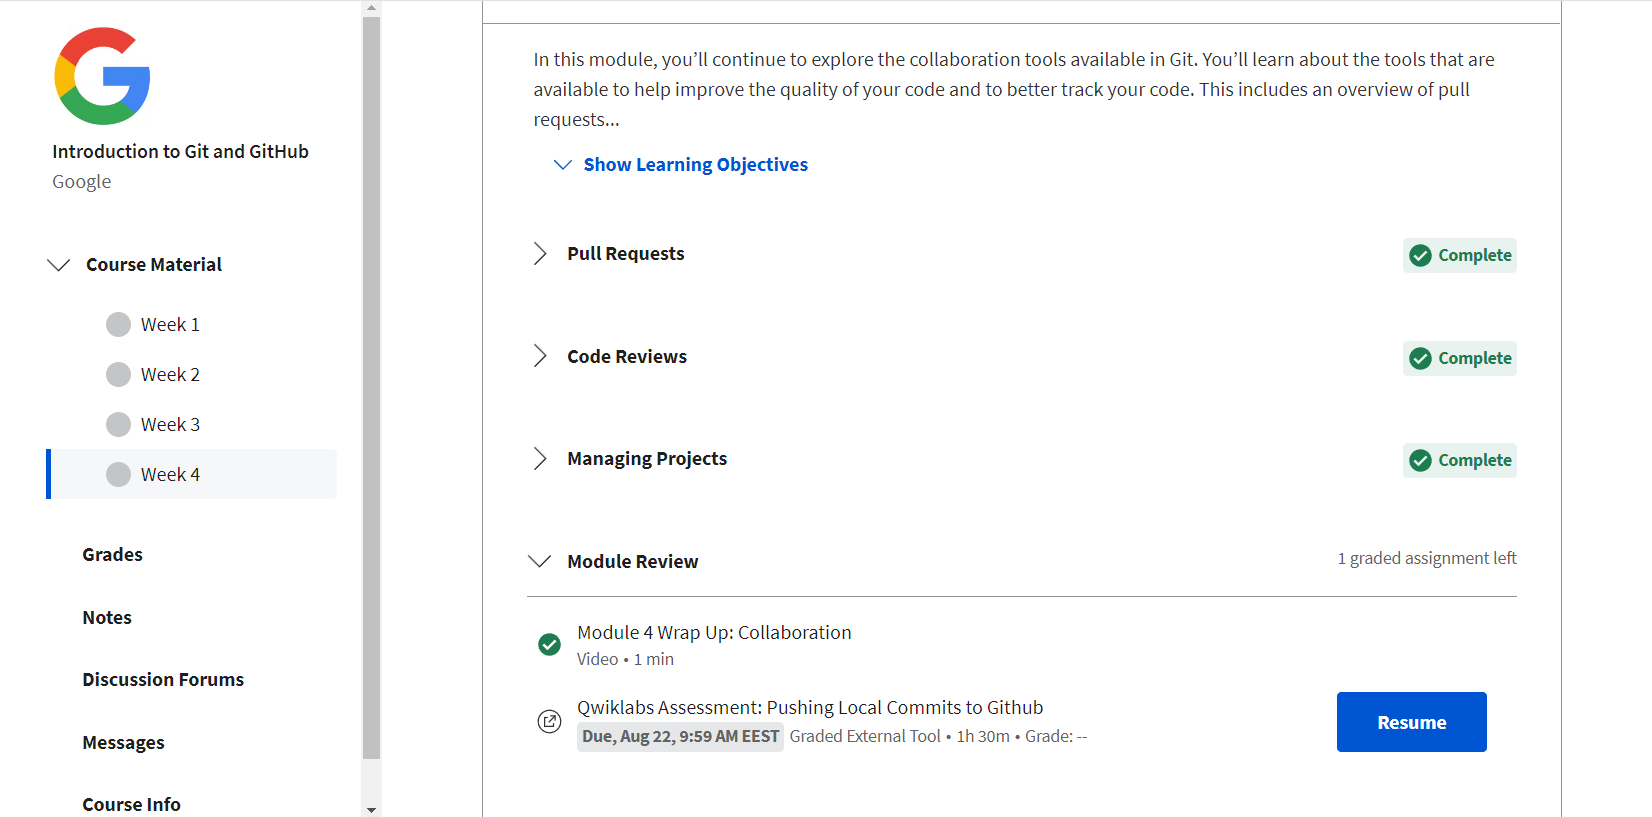 Introduction to Git and GitHub
Google
Course Material
Week 1
Week 2
Week 3
Week 4
Grades
Notes
Discussion Forums
Messages
Course Info
In this module, you’ll continue to explore the collaboration tools available in Git. You’ll learn about the tools that are
available to help improve the quality of your code and to better track your code. This includes an overview of pull
requests...
Show Learning Objectives
Pull Requests
Complete
Code Reviews
Complete
Managing Projects
Complete
Module Review
1 graded assignment left
Module 4 Wrap Up: Collaboration
Video • 1 min
Qwiklabs Assessment: Pushing Local Commits to Github
Due, Aug 22, 9:59 AM EEST Graded External Tool • 1h 30m • Grade: --
Resume